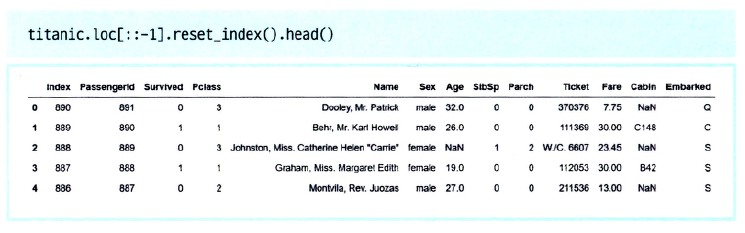 titanic.loc[::-1].reset_index().head()
Index PassengerId Survived Pclass Name Sex Age SibSp Parch Ticket Fare Cabin Embarked
0 890 891 0 3 Dooley, Mr. Patrick male 32.0 0 0 370376 7.75 NaN Q
1 889 890 1 1 Behr, Mr. Karl Howell male 26.0 0 0 111369 30.00 C148 C
2 888 889 0 3 Johnston, Miss. Catherine Helen "Carrie" female NaN 1 2 W./C. 6607 23.45 NaN S
3 887 888 1 1 Graham, Miss. Margaret Edith female 19.0 0 0 112053 30.00 B42 S
4 886 887 0 2 Montvila, Rev. Juozas male 27.0 0 0 211536 13.00 NaN S